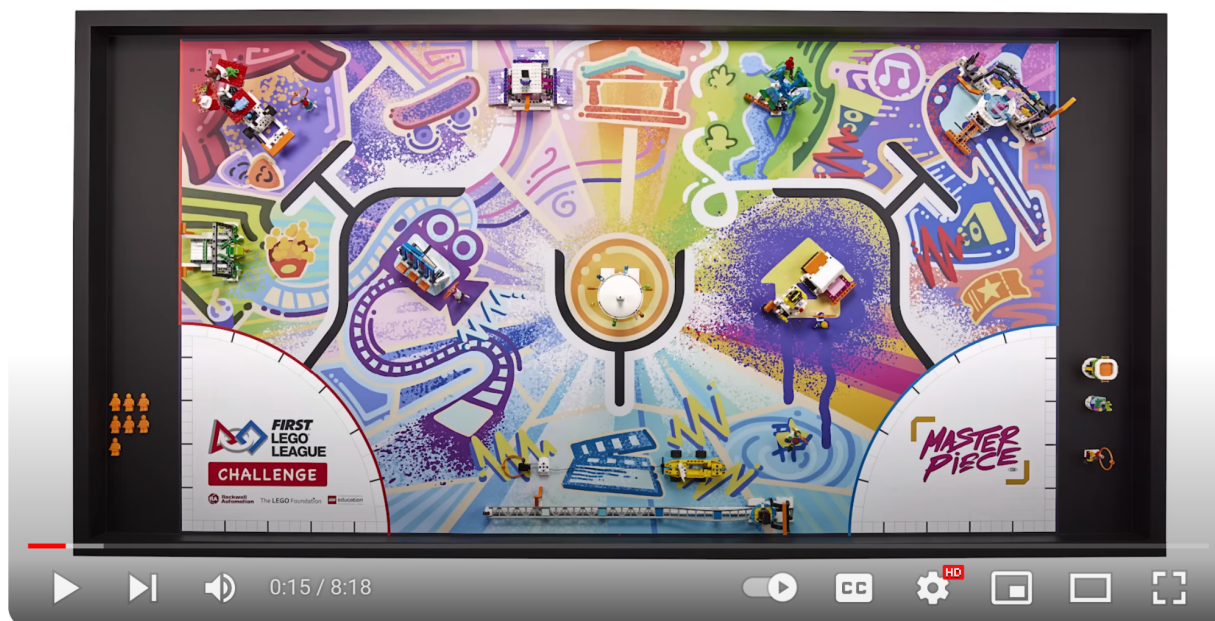 FIRST
LEGO
LEAGUE
CHALLENGE
Rockwell
Automation
The LEGO Foundation
education
MASTER
PIECE
0:15 / 8:18
CC
HD